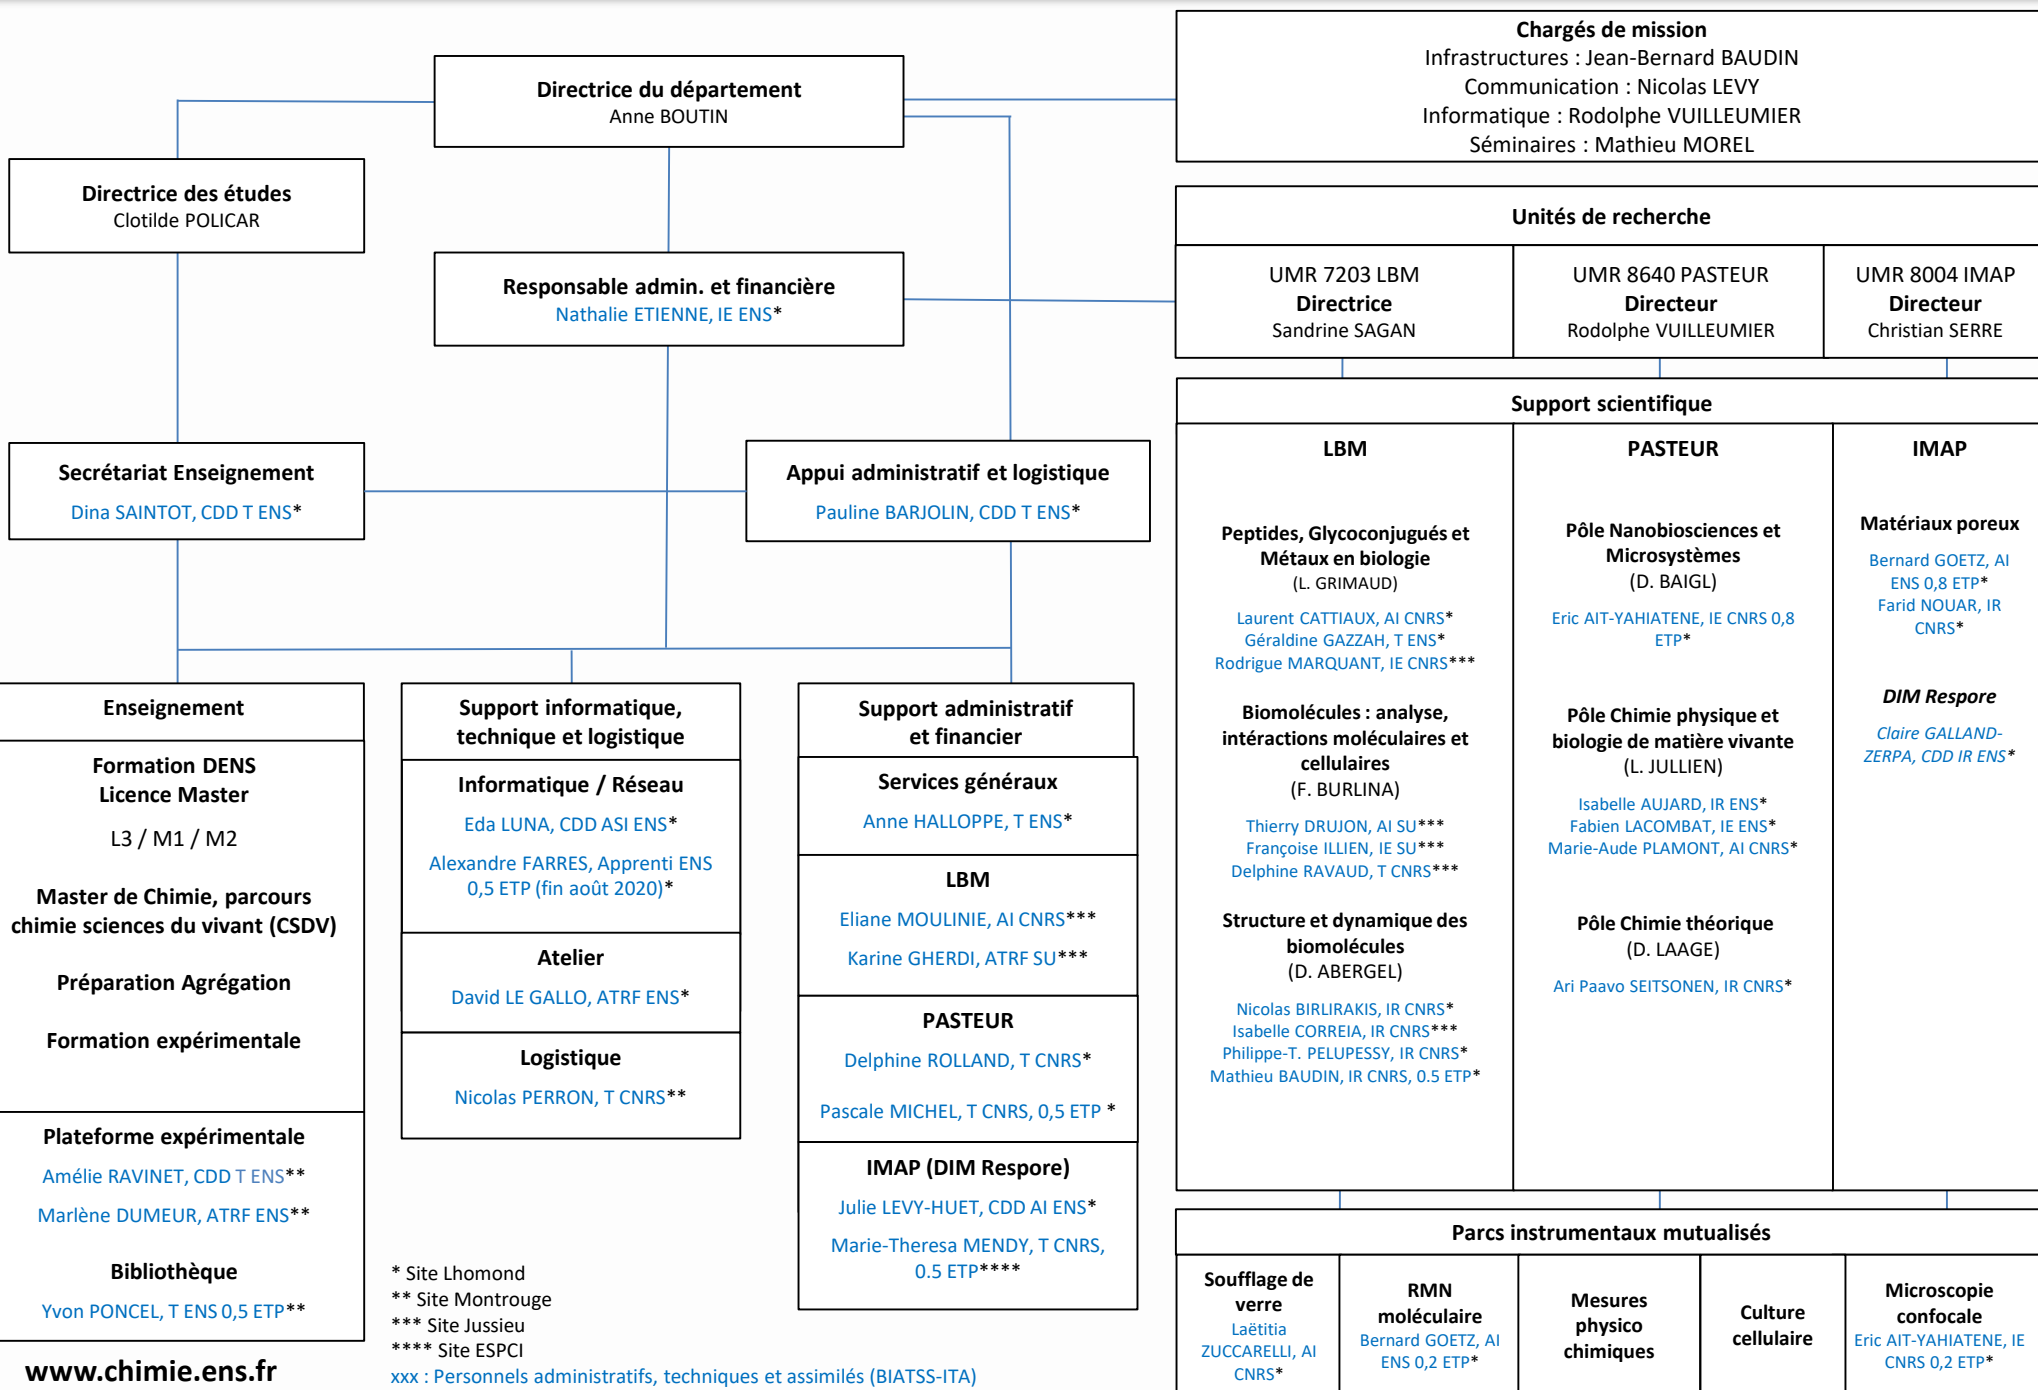 Directrice du département
Anne BOUTIN
Chargés de mission
Infrastructures : Jean-Bernard BAUDIN
Communication : Nicolas LEVY
Informatique : Rodolphe VUILLEUMIER
Séminaires : Mathieu MOREL
Directrice des études
Clotilde POLICAR
Responsable admin. et financière
Nathalie ETIENNE, IE ENS*
Unités de recherche
UMR 7203 LBM
Directrice
Sandrine SAGAN
UMR 8640 PASTEUR
Directeur
Rodolphe VUILLEUMIER
UMR 8004 IMAP
Directeur
Christian SERRE
Secrétariat Enseignement
Dina SAINTOT, CDD T ENS*
Appui administratif et logistique
Pauline BARJOLIN, CDD T ENS*
Enseignement
Formation DENS
Licence Master
L3 / M1 / M2
Master de Chimie, parcours
chimie sciences du vivant (CSDV)
Préparation Agrégation
Formation expérimentale
Plateforme expérimentale
Amélie RAVINET, CDD T ENS**
Marlène DUMEUR, ATRF ENS**
Bibliothèque
Yvon PONCEL, T ENS 0,5 ETP**
Support informatique,
technique et logistique
Informatique / Réseau
Eda LUNA, CDD ASI ENS*
Alexandre FARRES, Apprenti ENS
0,5 ETP (fin août 2020)*
Atelier
David LE GALLO, ATRF ENS*
Logistique
Nicolas PERRON, T CNRS**
Support administratif
et financier
Services généraux
Anne HALLOPPE, T ENS*
LBM
Eliane MOULINIE, AI CNRS***
Karine GHERDI, ATRF SU***
PASTEUR
Delphine ROLLAND, T CNRS*
Pascale MICHEL, T CNRS, 0,5 ETP *
IMAP (DIM Respore)
Julie LEVY-HUET, CDD AI ENS*
Marie-Theresa MENDY, T CNRS,
0.5 ETP****
Support scientifique
LBM
Peptides, Glycoconjugués et
Métaux en biologie
(L. GRIMAUD)
Laurent CATTIAUX, AI CNRS*
Géraldine GAZZAH, T ENS*
Rodrigue MARQUANT, IE CNRS***
Biomolécules : analyse,
intéractions moléculaires et
cellulaires
(F. BURLINA)
Thierry DRUJON, AI SU***
Françoise ILLIEN, IE SU***
Delphine RAVAUD, T CNRS***
Structure et dynamique des
biomolécules
(D. ABERGEL)
Nicolas BIRLIRAKIS, IR CNRS*
Isabelle CORREIA, IR CNRS***
Philippe-T. PELUPESSY, IR CNRS*
Mathieu BAUDIN, IR CNRS, 0.5 ETP*
PASTEUR
Pôle Nanobiosciences et
Microsystèmes
(D. BAIGL)
Eric AIT-YAHIATENE, IE CNRS 0,8
ETP*
Pôle Chimie physique et
biologie de matière vivante
(L. JULLIEN)
Isabelle AUJARD, IR ENS*
Fabien LACOMBAT, IE ENS*
Marie-Aude PLAMONT, AI CNRS*
Pôle Chimie théorique
(D. LAAGE)
Ari Paavo SEITSONEN, IR CNRS*
IMAP
Matériaux poreux
Bernard GOETZ, AI
ENS 0,8 ETP*
Farid NOUAR, IR
CNRS*
DIM Respore
Claire GALLAND-
ZERPA, CDD IR ENS*
Parcs instrumentaux mutualisés
Soufflage de
verre
Laëtitia
ZUCCARELLI, AI
CNRS*
RMN
moléculaire
Bernard GOETZ, AI
ENS 0,2 ETP*
Mesures
physico
chimiques
Culture
cellulaire
Microscopie
confocale
Eric AIT-YAHIATENE, IE
CNRS 0,2 ETP*
* Site Lhomond
** Site Montrouge
*** Site Jussieu
**** Site ESPCI
xxx : Personnels administratifs, techniques et assimilés (BIATSS-ITA)
www.chimie.ens.fr